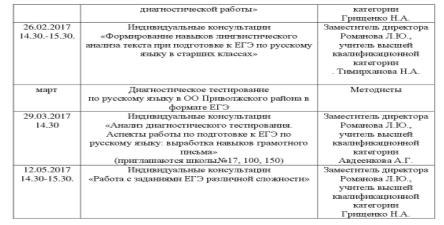 диагностической работы»
категории
Грищенко Н.А.
26.02.2017
14.30.-15.30.
Индивидуальные консультации
«Формирование навыков лингвистического
анализа текста при подготовке к ЕГЭ по русскому
языку в старших классах»
Заместитель директора
Романова Л.Ю.,
учитель высшей
квалификационной
категории
. Тимирханова Н.А.
март
Диагностическое тестирование
по русскому языку в ОО Приволжского района в
формате ЕГЭ
Методисты
29.03.2017
14.30
Индивидуальные консультации
«Анализ диагностического тестирования.
Аспекты работы по подготовке к ЕГЭ по
русскому языку: выработка навыков грамотного
письма»
(приглашаются школы№17, 100, 150)
Заместитель директора
Романова Л.Ю.,
учитель высшей
квалификационной
категории
Авдеенкова А.Г.
12.05.2017
14.30-15.30.
Индивидуальные консультации
«Работа с заданиями ЕГЭ различной сложности»
Заместитель директора
Романова Л.Ю.,
учитель высшей
квалификационной
категории
Грищенко Н.А.